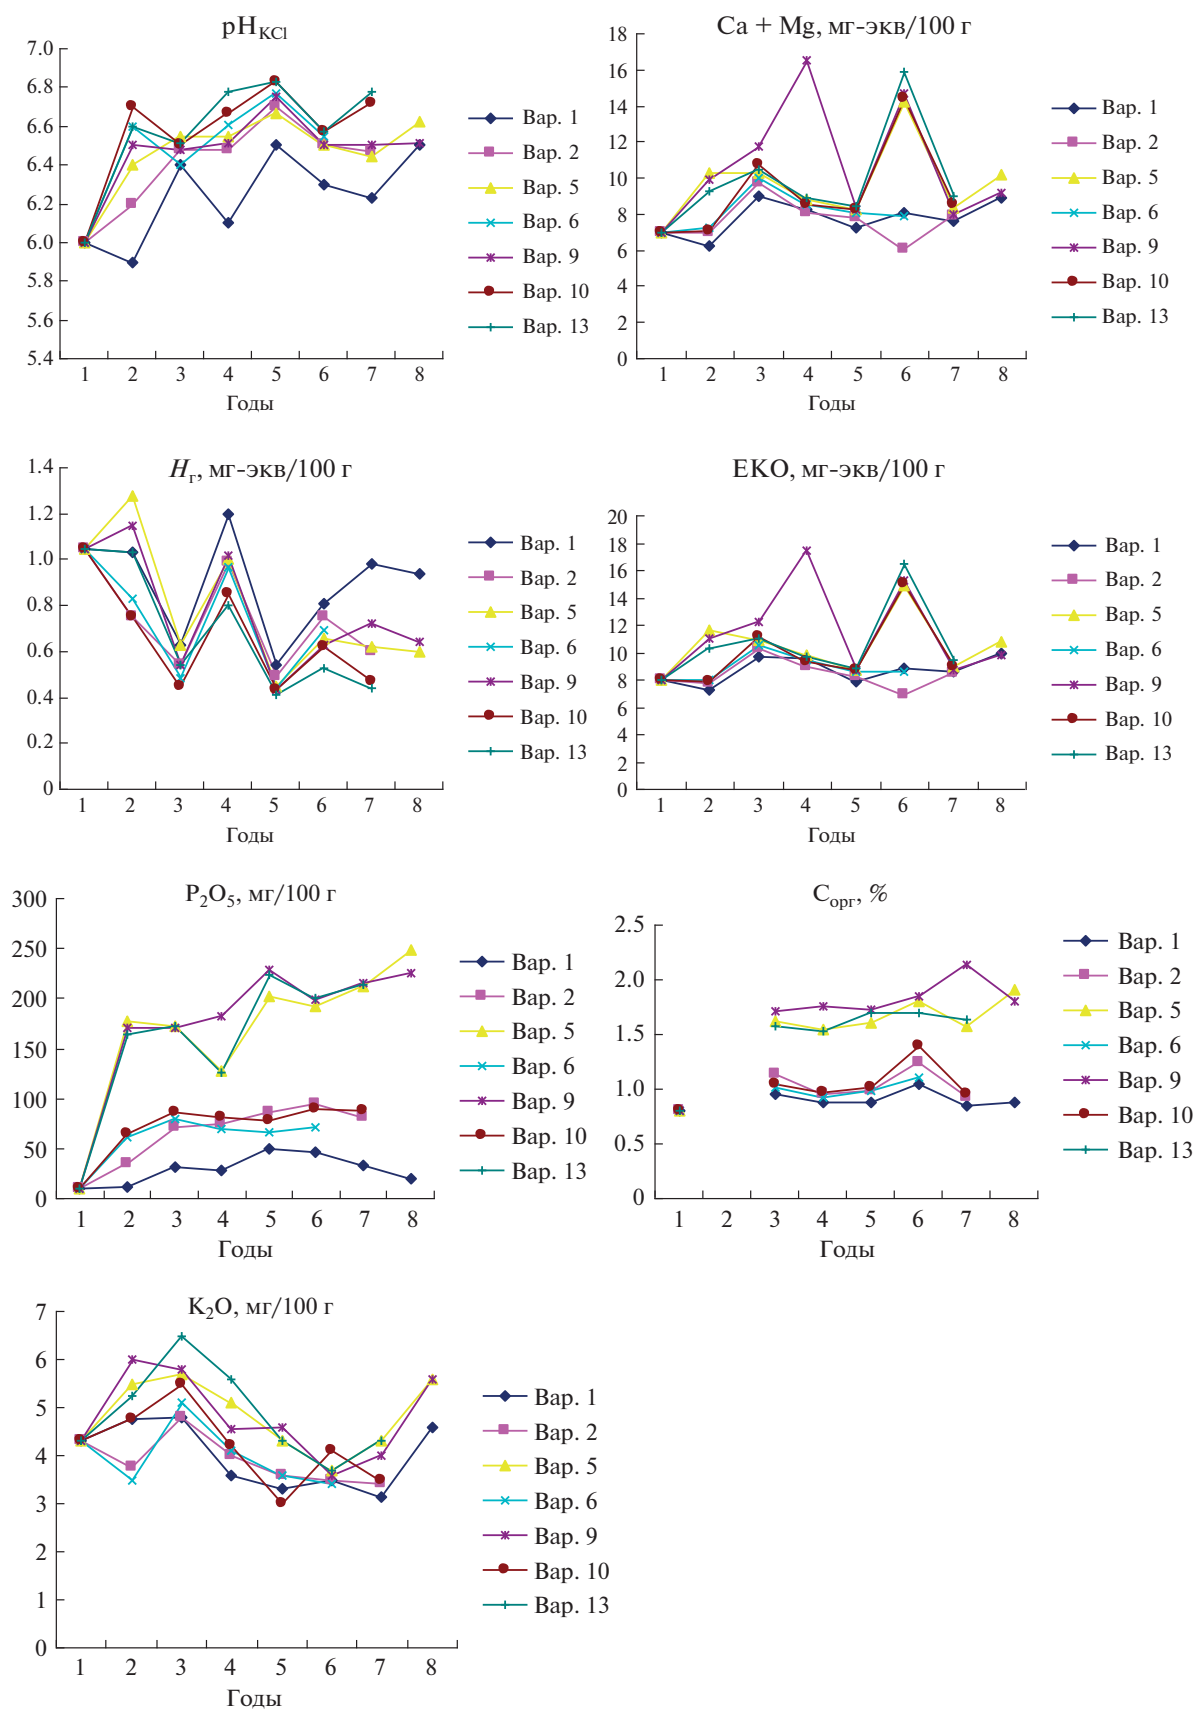 pH_KCl
7.0
6.8
6.6
6.4
6.2
6.0
5.8
5.6
5.4
1 2 3 4 5 6 7 8
Годы
Вар. 1
Вар. 2
Вар. 5
Вар. 6
Вар. 9
Вар. 10
Вар. 13
Ca + Mg, мг-экв/100 г
18
16
14
12
10
8
6
4
2
0
1 2 3 4 5 6 7 8
Годы
Вар. 1
Вар. 2
Вар. 5
Вар. 6
Вар. 9
Вар. 10
Вар. 13
H_г, мг-экв/100 г
1.4
1.2
1.0
0.8
0.6
0.4
0.2
0
1 2 3 4 5 6 7 8
Годы
Вар. 1
Вар. 2
Вар. 5
Вар. 6
Вар. 9
Вар. 10
Вар. 13
ЕКО, мг-экв/100 г
20
18
16
14
12
10
8
6
4
2
0
1 2 3 4 5 6 7 8
Годы
Вар. 1
Вар. 2
Вар. 5
Вар. 6
Вар. 9
Вар. 10
Вар. 13
P₂O₅, мг/100 г
300
250
200
150
100
50
0
1 2 3 4 5 6 7 8
Годы
Вар. 1
Вар. 2
Вар. 5
Вар. 6
Вар. 9
Вар. 10
Вар. 13
C_орг, %
2.5
2.0
1.5
1.0
0.5
0
1 2 3 4 5 6 7 8
Годы
Вар. 1
Вар. 2
Вар. 5
Вар. 6
Вар. 9
Вар. 10
Вар. 13
K₂O, мг/100 г
7
6
5
4
3
2
1
0
1 2 3 4 5 6 7 8
Годы
Вар. 1
Вар. 2
Вар. 5
Вар. 6
Вар. 9
Вар. 10
Вар. 13